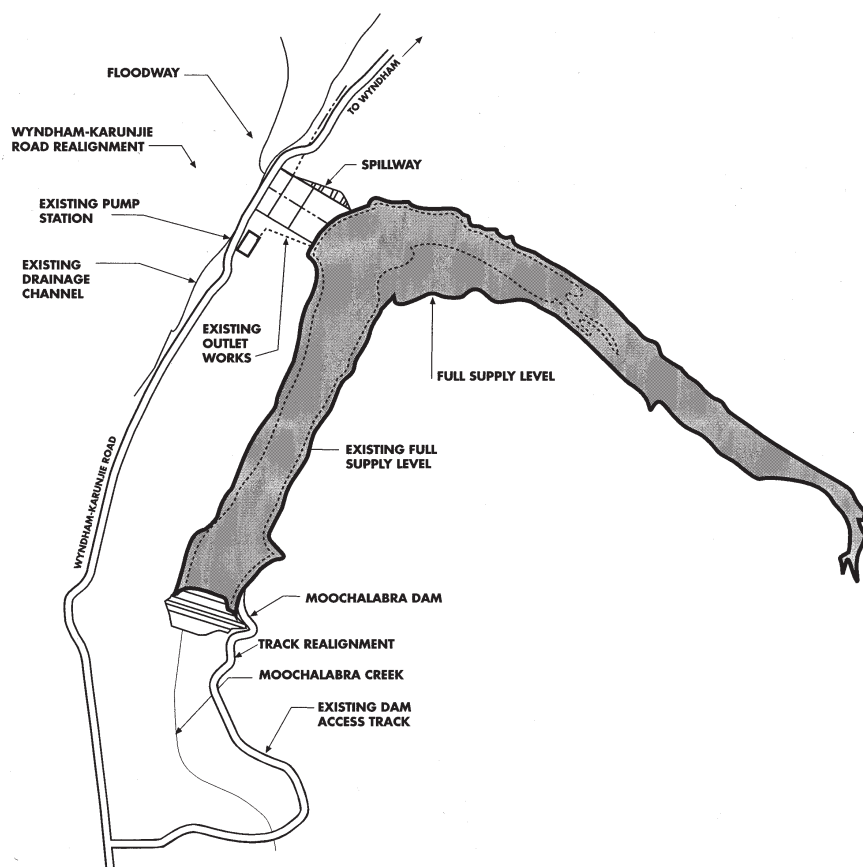 FLOODWAY
TO WYNDHAM
WYNDHAM-KARUNJIE
ROAD REALIGNMENT
SPILLWAY
EXISTING PUMP
STATION
EXISTING
DRAINAGE
CHANNEL
EXISTING
OUTLET
WORKS
FULL SUPPLY LEVEL
EXISTING FULL
SUPPLY LEVEL
WYNDHAM-KARUNJIE ROAD
MOOCHALABRA DAM
TRACK REALIGNMENT
MOOCHALABRA CREEK
EXISTING DAM
ACCESS TRACK